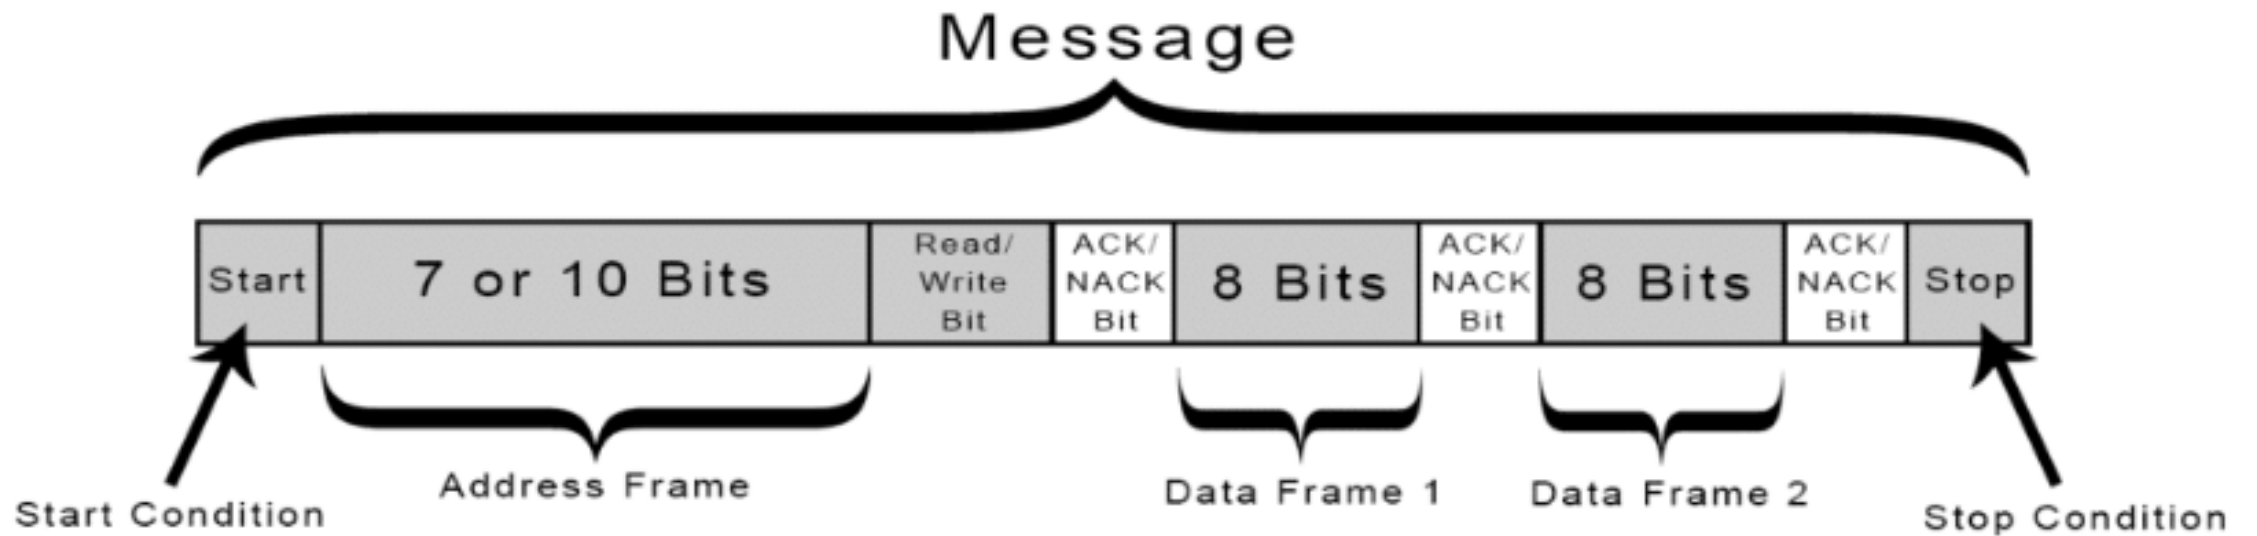 Message
Start
7 or 10 Bits
Read/
Write
Bit
ACK/
NACK
Bit
8 Bits
ACK/
NACK
Bit
8 Bits
ACK/
NACK
Bit
Stop
Start Condition
Address Frame
Data Frame 1
Data Frame 2
Stop Condition